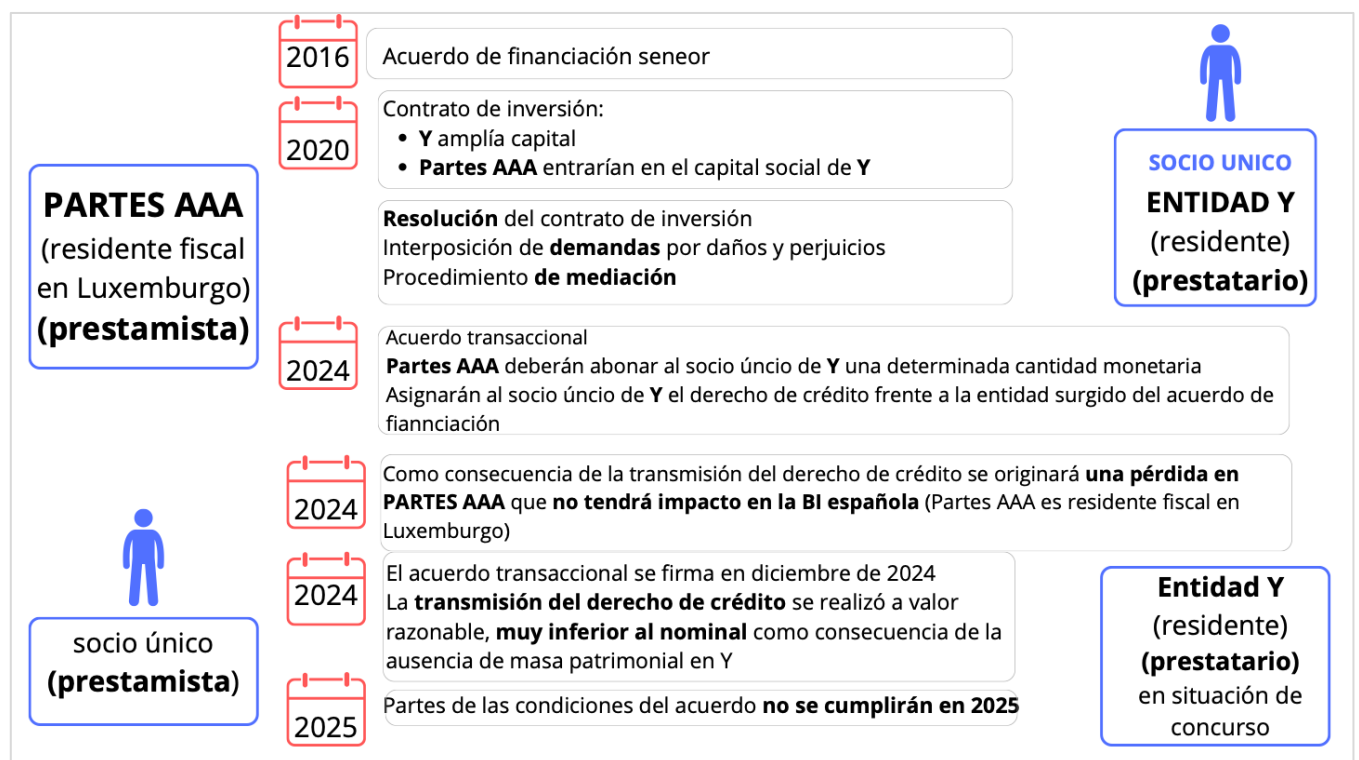 2016
Acuerdo de financiación seneor
2020
Contrato de inversión:
• Y amplía capital
• Partes AAA entrarían en el capital social de Y
SOCIO UNICO
ENTIDAD Y
(residente)
(prestatario)
PARTES AAA
(residente fiscal
en Luxemburgo)
(prestamista)
Resolución del contrato de inversión
Interposición de demandas por daños y perjuicios
Procedimiento de mediación
2024
Acuerdo transaccional
Partes AAA deberán abonar al socio úncio de Y una determinada cantidad monetaria
Asignarán al socio úncio de Y el derecho de crédito frente a la entidad surgido del acuerdo de
fiannciación
2024
Como consecuencia de la transmisión del derecho de crédito se originará una pérdida en
PARTES AAA que no tendrá impacto en la BI española (Partes AAA es residente fiscal en
Luxemburgo)
2024
El acuerdo transaccional se firma en diciembre de 2024
La transmisión del derecho de crédito se realizó a valor
razonable, muy inferior al nominal como consecuencia de la
ausencia de masa patrimonial en Y
socio único
(prestamista)
Entidad Y
(residente)
(prestatario)
en situación de
concurso
2025
Partes de las condiciones del acuerdo no se cumplirán en 2025